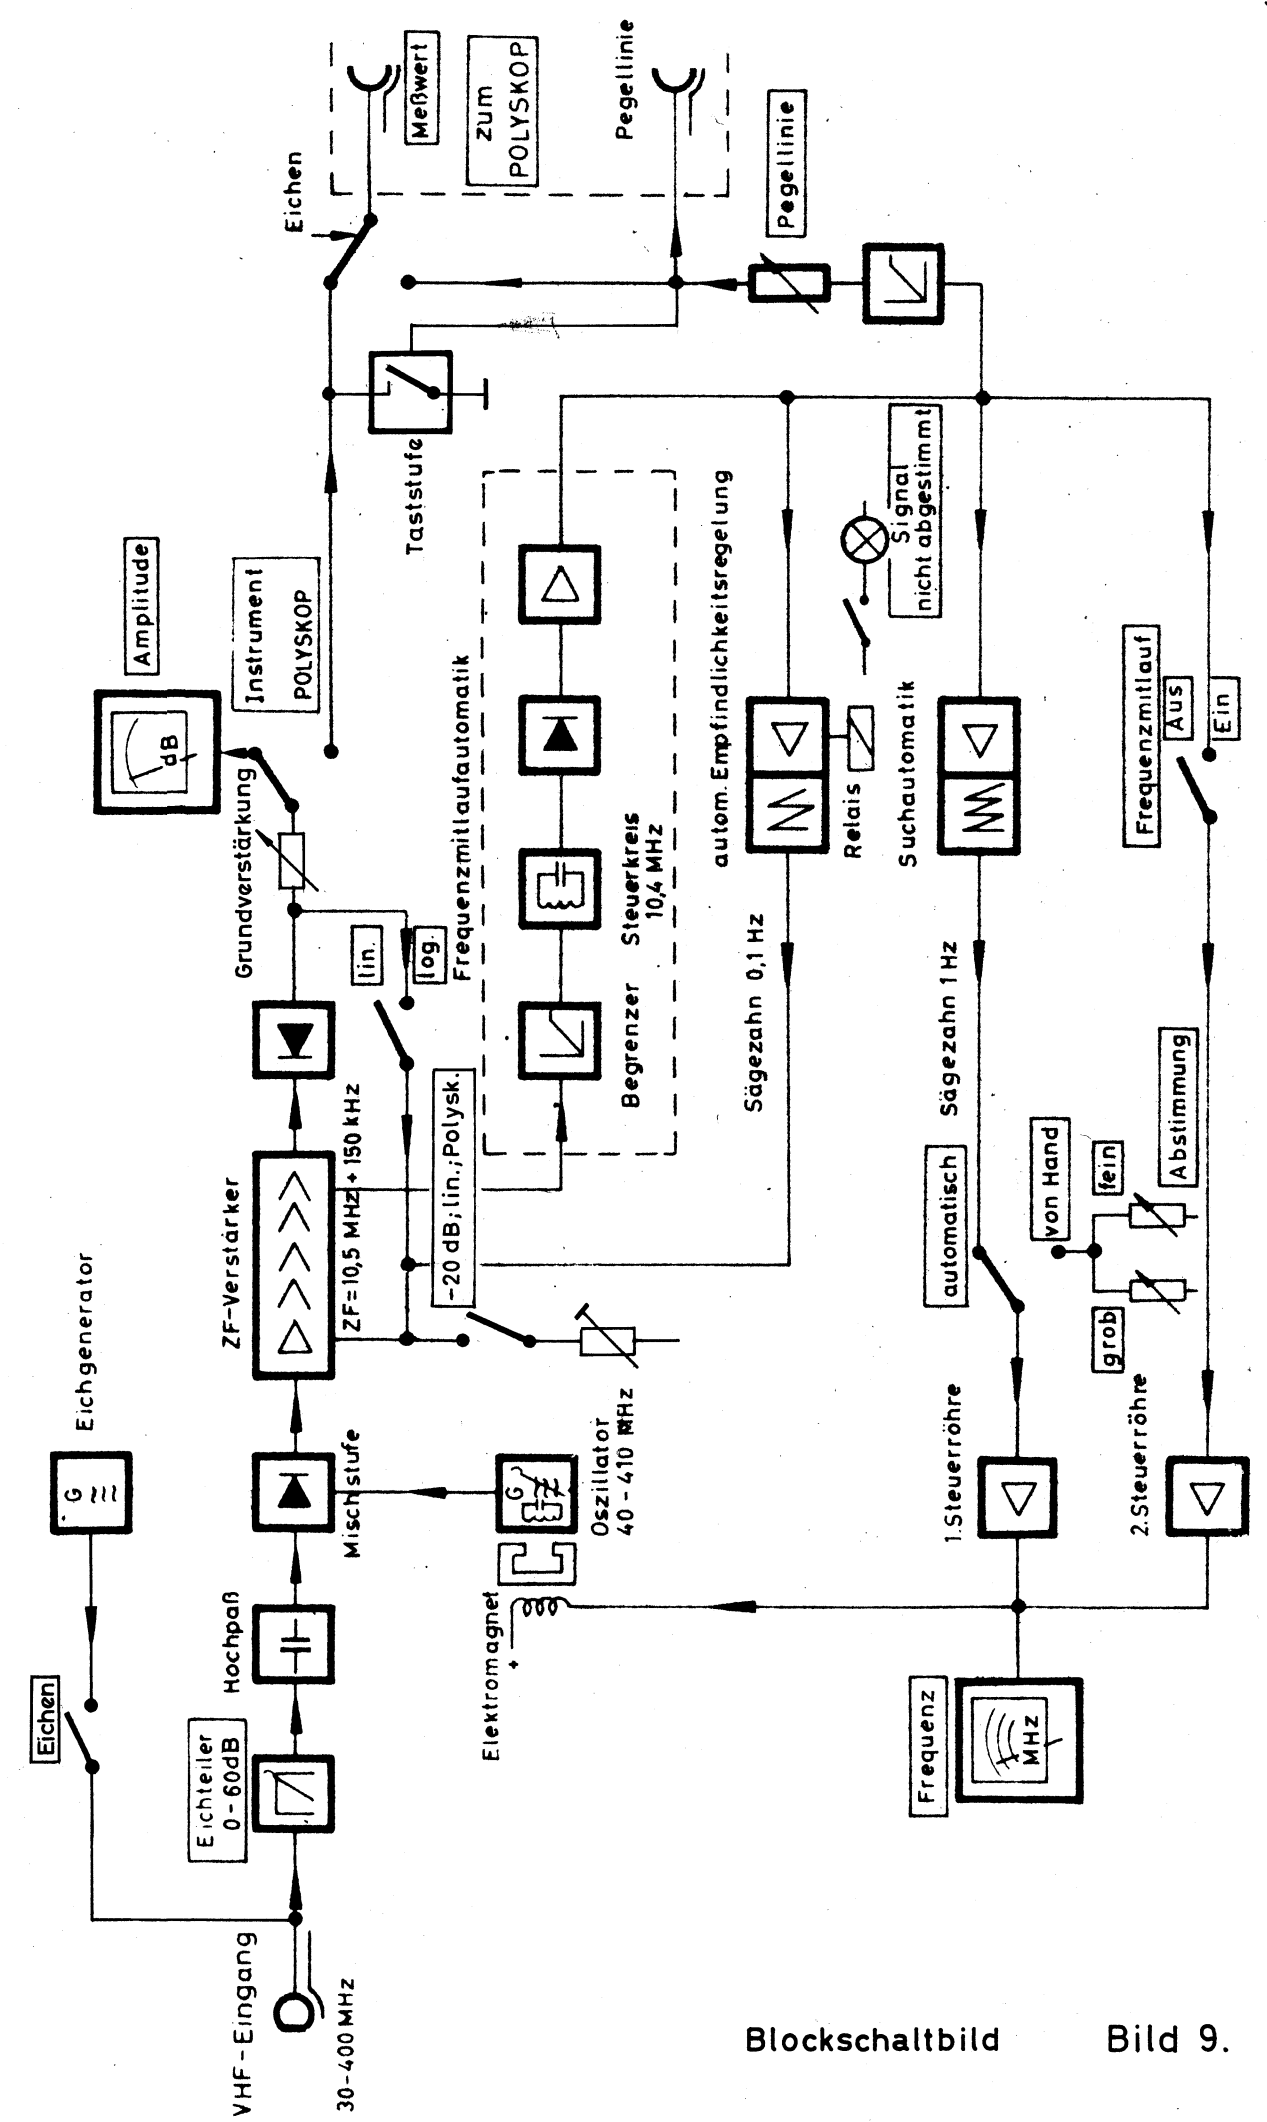 Eichen
Eichgenerator
G
VHF-Eingang
30-400 MHz
Eichteiler
0-60dB
Hochpaß
Mischstufe
ZF-Verstärker
ZF=10,5 MHz ± 150 kHz
Grundverstärkung
Amplitude
dB
Instrument
POLYSKOP
Eichen
Meßwert
zum
POLYSKOP
Pegellinie
Taststufe
lin.
log.
-20 dB; lin.; Polysk.
Elektromagnet
+
G
Oszillator
40-410 MHz
Frequenzmitlaufautomatik
Begrenzer
Steuerkreis
10,4 MHz
Pegellinie
autom. Empfindlichkeitsregelung
Sägezahn 0,1 Hz
Relais
Signal
nicht abgestimmt
Suchautomatik
Sägezahn 1 Hz
automatisch
von Hand
grob
fein
Abstimmung
1.Steuerröhre
2.Steuerröhre
Frequenz
MHz
Frequenzmitlauf
Aus
Ein
Blockschaltbild
Bild 9.